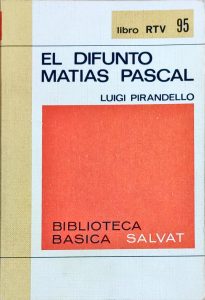 libro RTV 95
EL DIFUNTO
MATIAS PASCAL
LUIGI PIRANDELLO
BIBLIOTECA
BASICA SALVAT